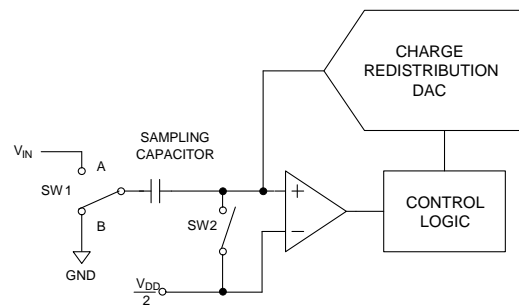 CHARGE
REDISTRIBUTION
DAC
SAMPLING
CAPACITOR
VIN
A
SW1
B
SW2
+
−
CONTROL
LOGIC
GND
VDD
2